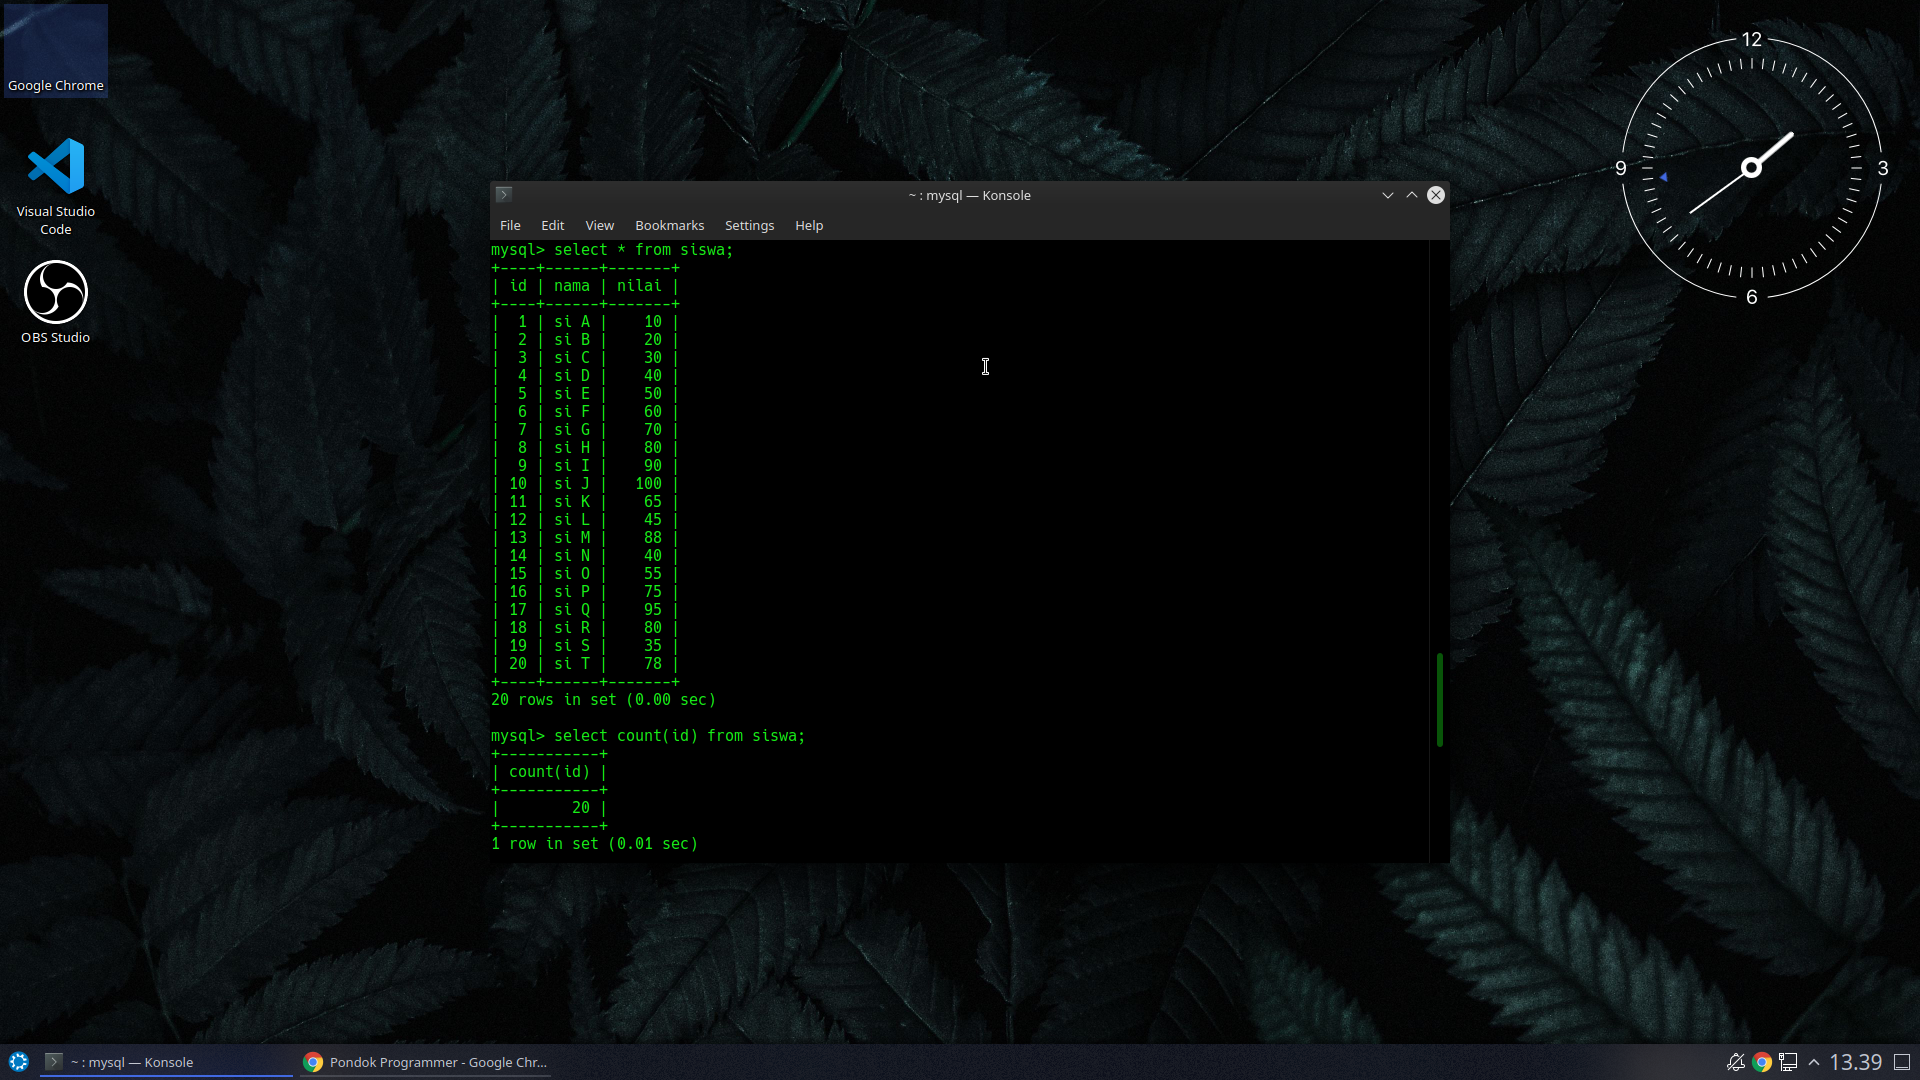 Google Chrome
Visual Studio
Code
OBS Studio
12
9
3
6
~ : mysql — Konsole
File Edit View Bookmarks Settings Help
mysql> select * from siswa;
+----+------+-------+
| id | nama | nilai |
+----+------+-------+
|  1 | si A |    10 |
|  2 | si B |    20 |
|  3 | si C |    30 |
|  4 | si D |    40 |
|  5 | si E |    50 |
|  6 | si F |    60 |
|  7 | si G |    70 |
|  8 | si H |    80 |
|  9 | si I |    90 |
| 10 | si J |   100 |
| 11 | si K |    65 |
| 12 | si L |    45 |
| 13 | si M |    88 |
| 14 | si N |    40 |
| 15 | si O |    55 |
| 16 | si P |    75 |
| 17 | si Q |    95 |
| 18 | si R |    80 |
| 19 | si S |    35 |
| 20 | si T |    78 |
+----+------+-------+
20 rows in set (0.00 sec)
mysql> select count(id) from siswa;
+-----------+
| count(id) |
+-----------+
|        20 |
+-----------+
1 row in set (0.01 sec)
~ : mysql — Konsole
Pondok Programmer - Google Chr...
13.39